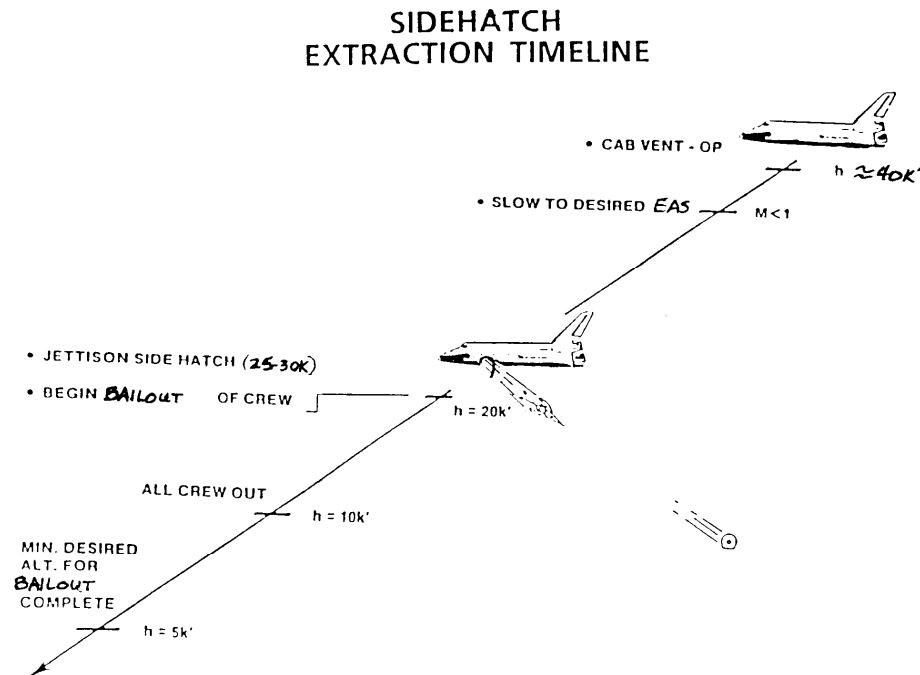 SIDEHATCH
EXTRACTION TIMELINE
• CAB VENT - OP
h ≈40K'
• SLOW TO DESIRED EAS
M<1
• JETTISON SIDE HATCH (25-30K)
• BEGIN BAILOUT OF CREW
h = 20k'
ALL CREW OUT
h = 10k'
MIN. DESIRED
ALT. FOR
BAILOUT
COMPLETE
h = 5k'